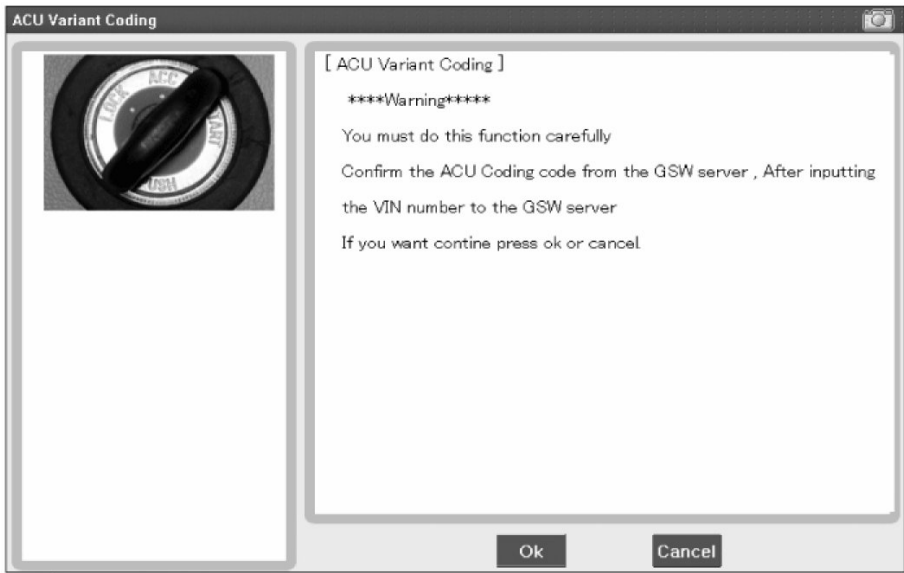 ACU Variant Coding
LOCK
ACC
START
PUSH
[ ACU Variant Coding ]
****Warning*****
You must do this function carefully
Confirm the ACU Coding code from the GSW server , After inputting
the VIN number to the GSW server
If you want contine press ok or cancel
Ok
Cancel